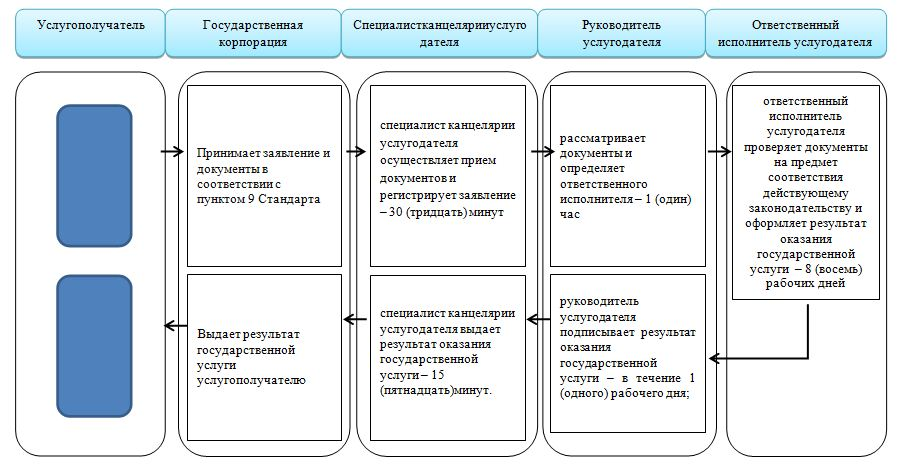 Услугополучатель
Государственная
корпорация
Специалистканцелярииуслуго
дателя
Руководитель
услугодателя
Ответственный
исполнитель услугодателя
Принимает заявление и
документы в
соответствии с
пунктом 9 Стандарта
специалист канцелярии
услугодателя
осуществляет прием
документов и
регистрирует заявление
– 30 (тридцать) минут
рассматривает
документы и
определяет
ответственного
исполнителя – 1 (один)
час
ответственный
исполнитель
услугодателя
проверяет документы
на предмет
соответствия
действующему
законодательству и
оформляет результат
оказания
государственной
услуги – 8 (восемь)
рабочих дней
Выдает результат
государственной
услуги
услугополучателю
специалист канцелярии
услугодателя выдает
результат оказания
государственной
услуги – 15
(пятнадцать)минут.
руководитель
услугодателя
подписывает результат
оказания
государственной
услуги – в течение 1
(одного) рабочего дня;